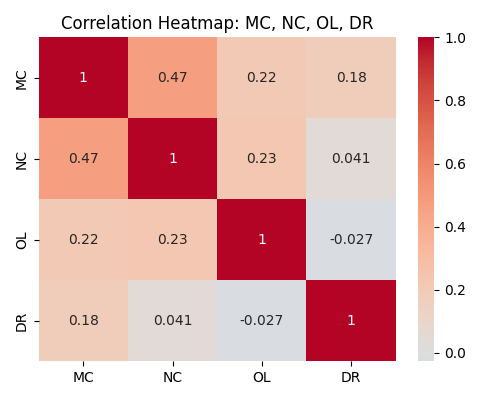 Correlation Heatmap: MC, NC, OL, DR
MC 1 0.47 0.22 0.18
NC 0.47 1 0.23 0.041
OL 0.22 0.23 1 -0.027
DR 0.18 0.041 -0.027 1
MC NC OL DR
1.0
0.8
0.6
0.4
0.2
0.0